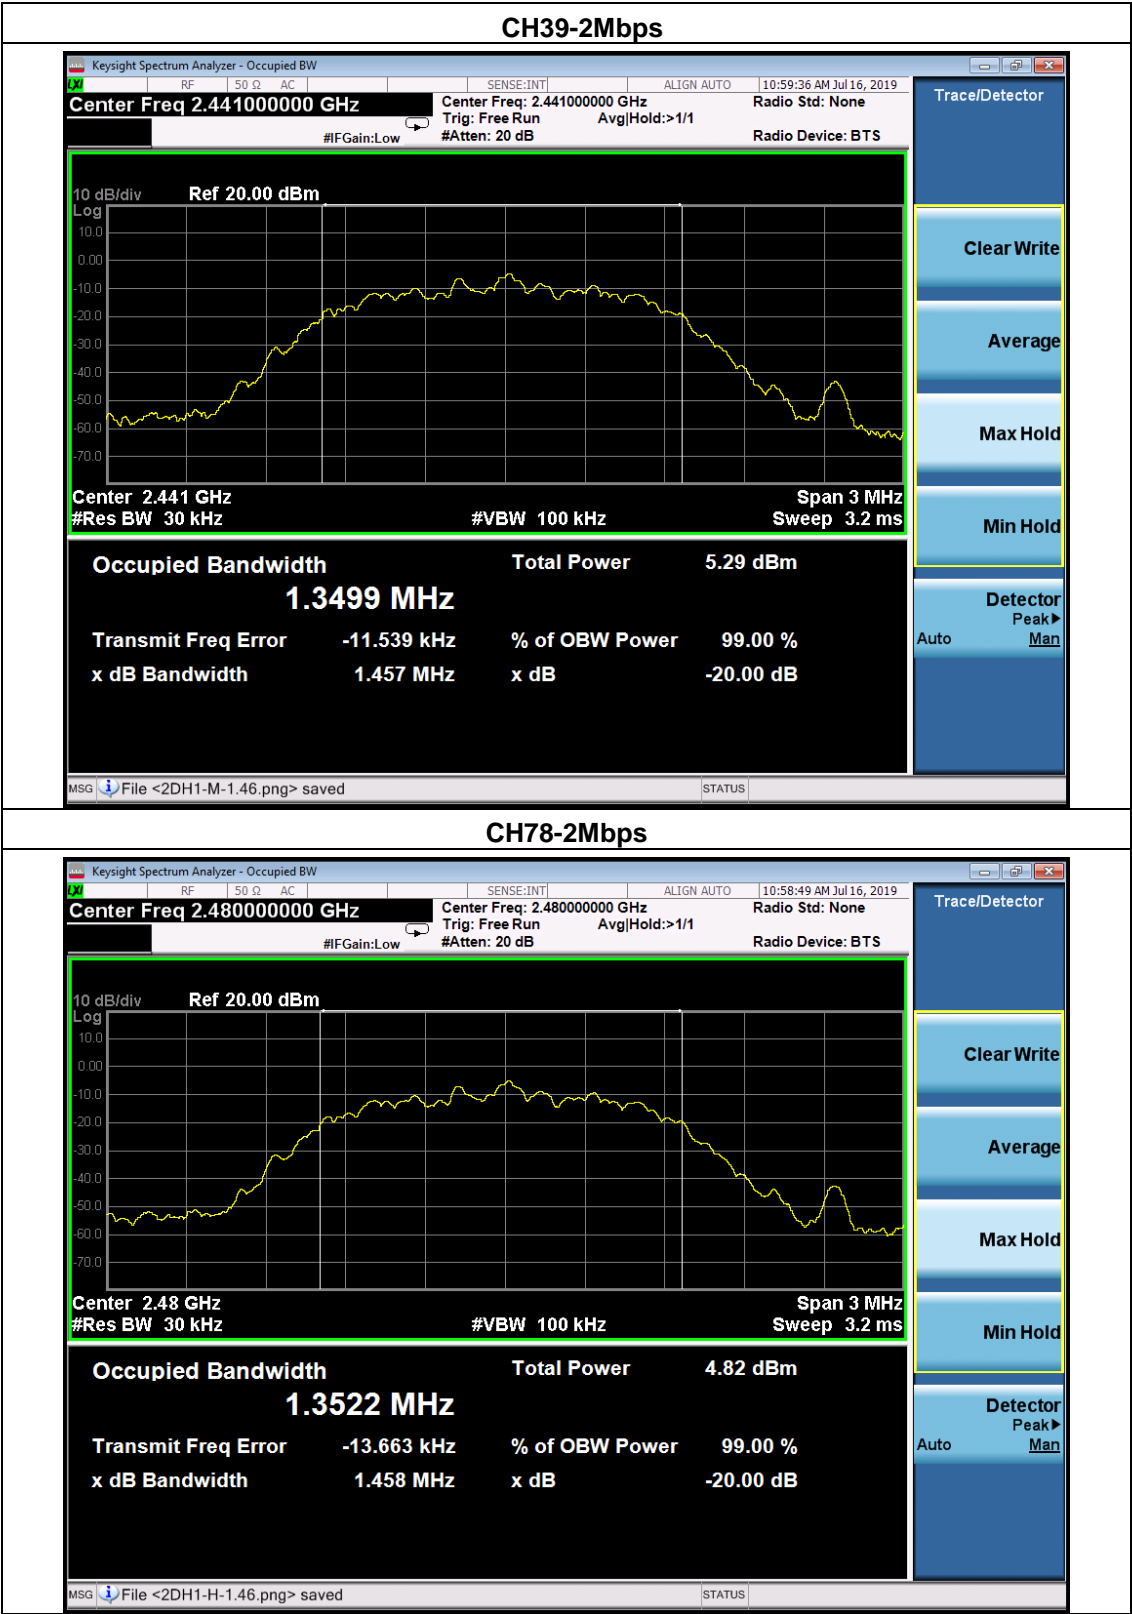 CH39-2Mbps
Keysight Spectrum Analyzer - Occupied BW
LXI RF 50 Ω AC SENSE:INT ALIGN AUTO 10:59:36 AM Jul 16, 2019
Center Freq 2.441000000 GHz
Center Freq: 2.441000000 GHz Radio Std: None
Trig: Free Run Avg|Hold:>1/1
#IFGain:Low #Atten: 20 dB Radio Device: BTS
Trace/Detector
10 dB/div Ref 20.00 dBm
Log
10.0
0.00
-10.0
-20.0
-30.0
-40.0
-50.0
-60.0
-70.0
Center 2.441 GHz Span 3 MHz
#Res BW 30 kHz #VBW 100 kHz Sweep 3.2 ms
Clear Write
Average
Max Hold
Min Hold
Detector
Peak▶
Auto Man
Occupied Bandwidth Total Power 5.29 dBm
1.3499 MHz
Transmit Freq Error -11.539 kHz % of OBW Power 99.00 %
x dB Bandwidth 1.457 MHz x dB -20.00 dB
MSG File <2DH1-M-1.46.png> saved STATUS
CH78-2Mbps
Keysight Spectrum Analyzer - Occupied BW
LXI RF 50 Ω AC SENSE:INT ALIGN AUTO 10:58:49 AM Jul 16, 2019
Center Freq 2.480000000 GHz
Center Freq: 2.480000000 GHz Radio Std: None
Trig: Free Run Avg|Hold:>1/1
#IFGain:Low #Atten: 20 dB Radio Device: BTS
Trace/Detector
10 dB/div Ref 20.00 dBm
Log
10.0
0.00
-10.0
-20.0
-30.0
-40.0
-50.0
-60.0
-70.0
Center 2.48 GHz Span 3 MHz
#Res BW 30 kHz #VBW 100 kHz Sweep 3.2 ms
Clear Write
Average
Max Hold
Min Hold
Detector
Peak▶
Auto Man
Occupied Bandwidth Total Power 4.82 dBm
1.3522 MHz
Transmit Freq Error -13.663 kHz % of OBW Power 99.00 %
x dB Bandwidth 1.458 MHz x dB -20.00 dB
MSG File <2DH1-H-1.46.png> saved STATUS